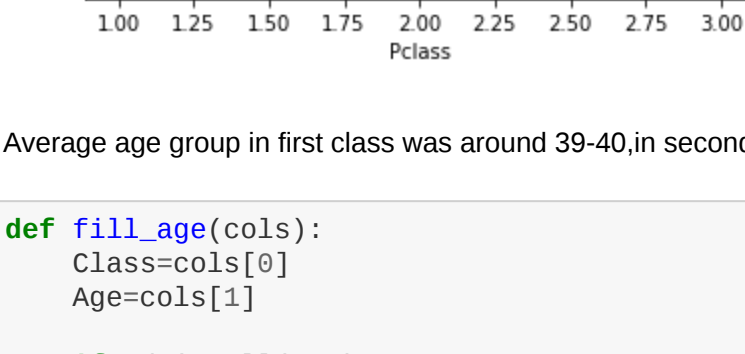 1.00 1.25 1.50 1.75 2.00 2.25 2.50 2.75 3.00
Pclass
Average age group in first class was around 39-40,in second
def fill_age(cols):
    Class=cols[0]
    Age=cols[1]